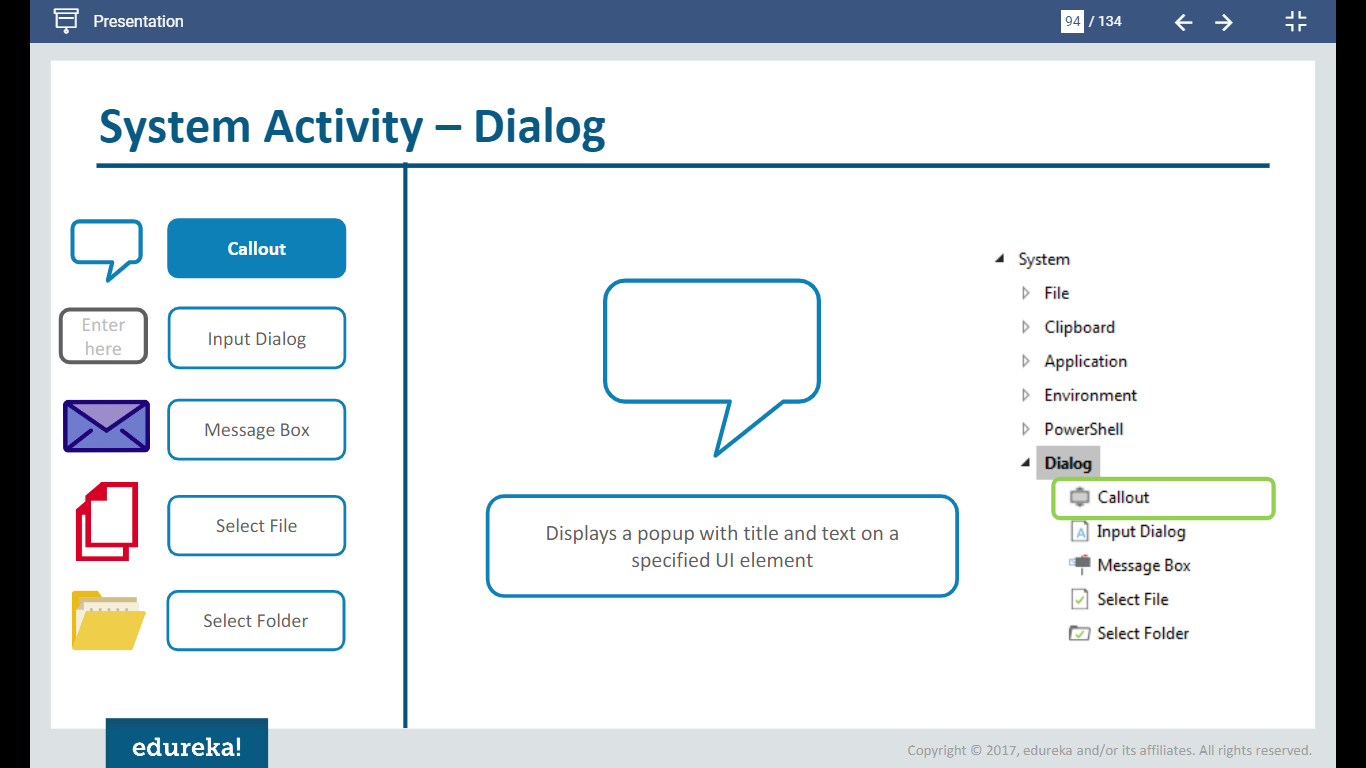 Presentation
94 / 134
System Activity – Dialog
Callout
Enter
here
Input Dialog
Message Box
Select File
Select Folder
Displays a popup with title and text on a
specified UI element
System
File
Clipboard
Application
Environment
PowerShell
Dialog
Callout
Input Dialog
Message Box
Select File
Select Folder
edureka!
Copyright © 2017, edureka and/or its affiliates. All rights reserved.